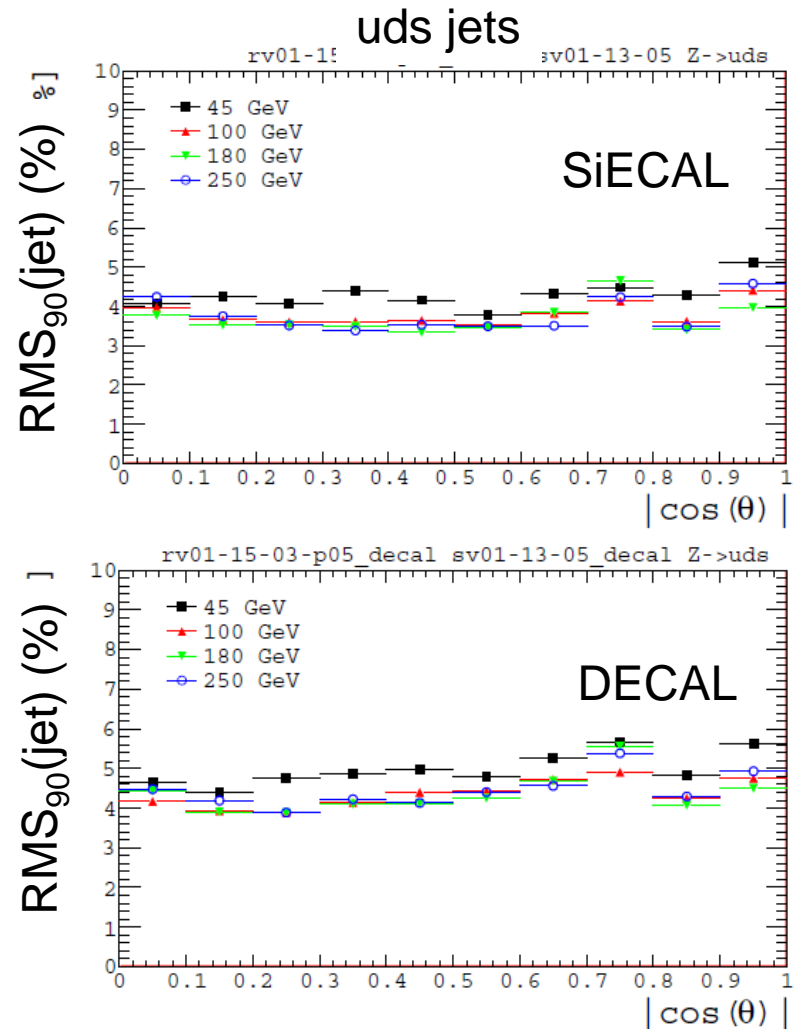 uds jets
rv01-15 sv01-13-05 Z->uds
RMS90(jet) (%) %]
10
9
8
7
6
5
4
3
2
1
0
45 GeV
100 GeV
180 GeV
250 GeV
SiECAL
0 0.1 0.2 0.3 0.4 0.5 0.6 0.7 0.8 0.9 1
|cos(θ)|
rv01-15-03-p05_decal sv01-13-05_decal Z->uds
RMS90(jet) (%) ]
10
9
8
7
6
5
4
3
2
1
0
45 GeV
100 GeV
180 GeV
250 GeV
DECAL
0 0.1 0.2 0.3 0.4 0.5 0.6 0.7 0.8 0.9 1
|cos(θ)|